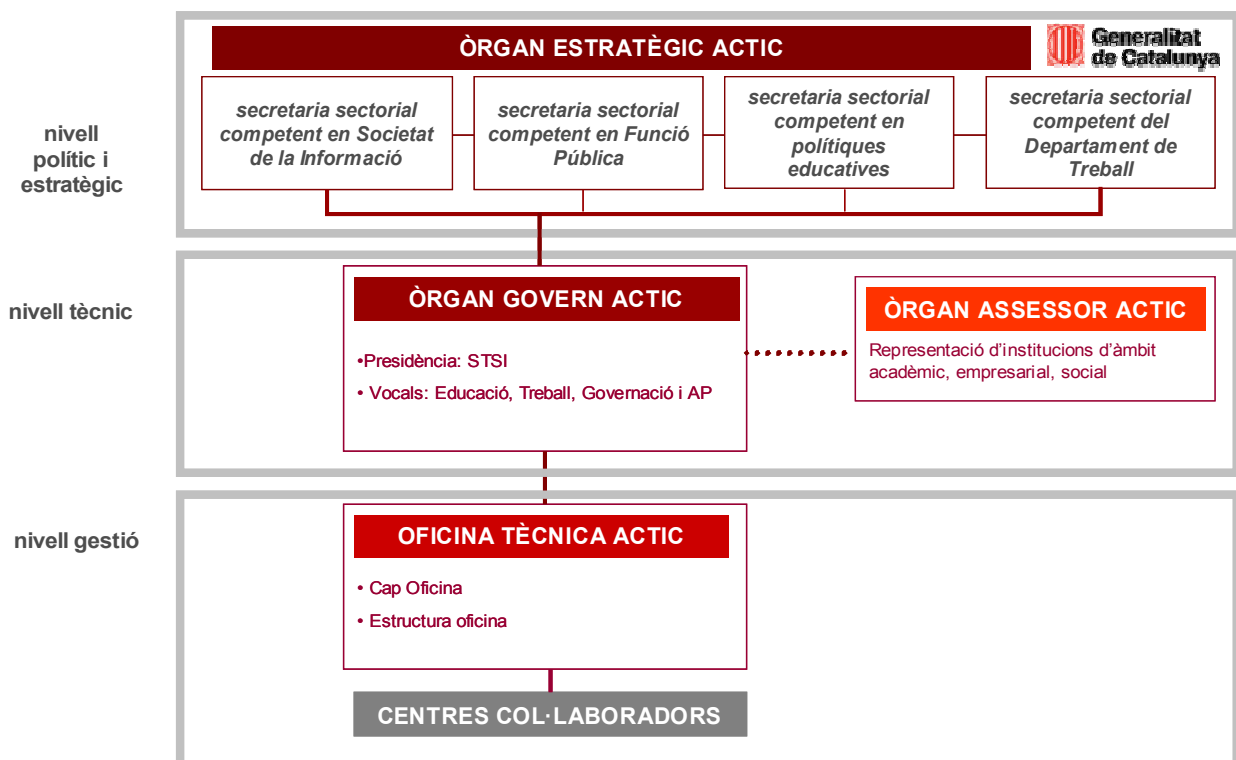 ÒRGAN ESTRATÈGIC ACTIC
Generalitat
de Catalunya
nivell
polític i
estratègic
secretaria sectorial
competent en Societat
de la Informació
secretaria sectorial
competent en Funció
Pública
secretaria sectorial
competent en
polítiques
educatives
secretaria sectorial
competent del
Departament de
Treball
nivell tècnic
ÒRGAN GOVERN ACTIC
•Presidència: STSI
• Vocals: Educació, Treball, Governació i AP
ÒRGAN ASSESSOR ACTIC
Representació d'institucions d'àmbit
acadèmic, empresarial, social
nivell gestió
OFICINA TÈCNICA ACTIC
• Cap Oficina
• Estructura oficina
CENTRES COL·LABORADORS